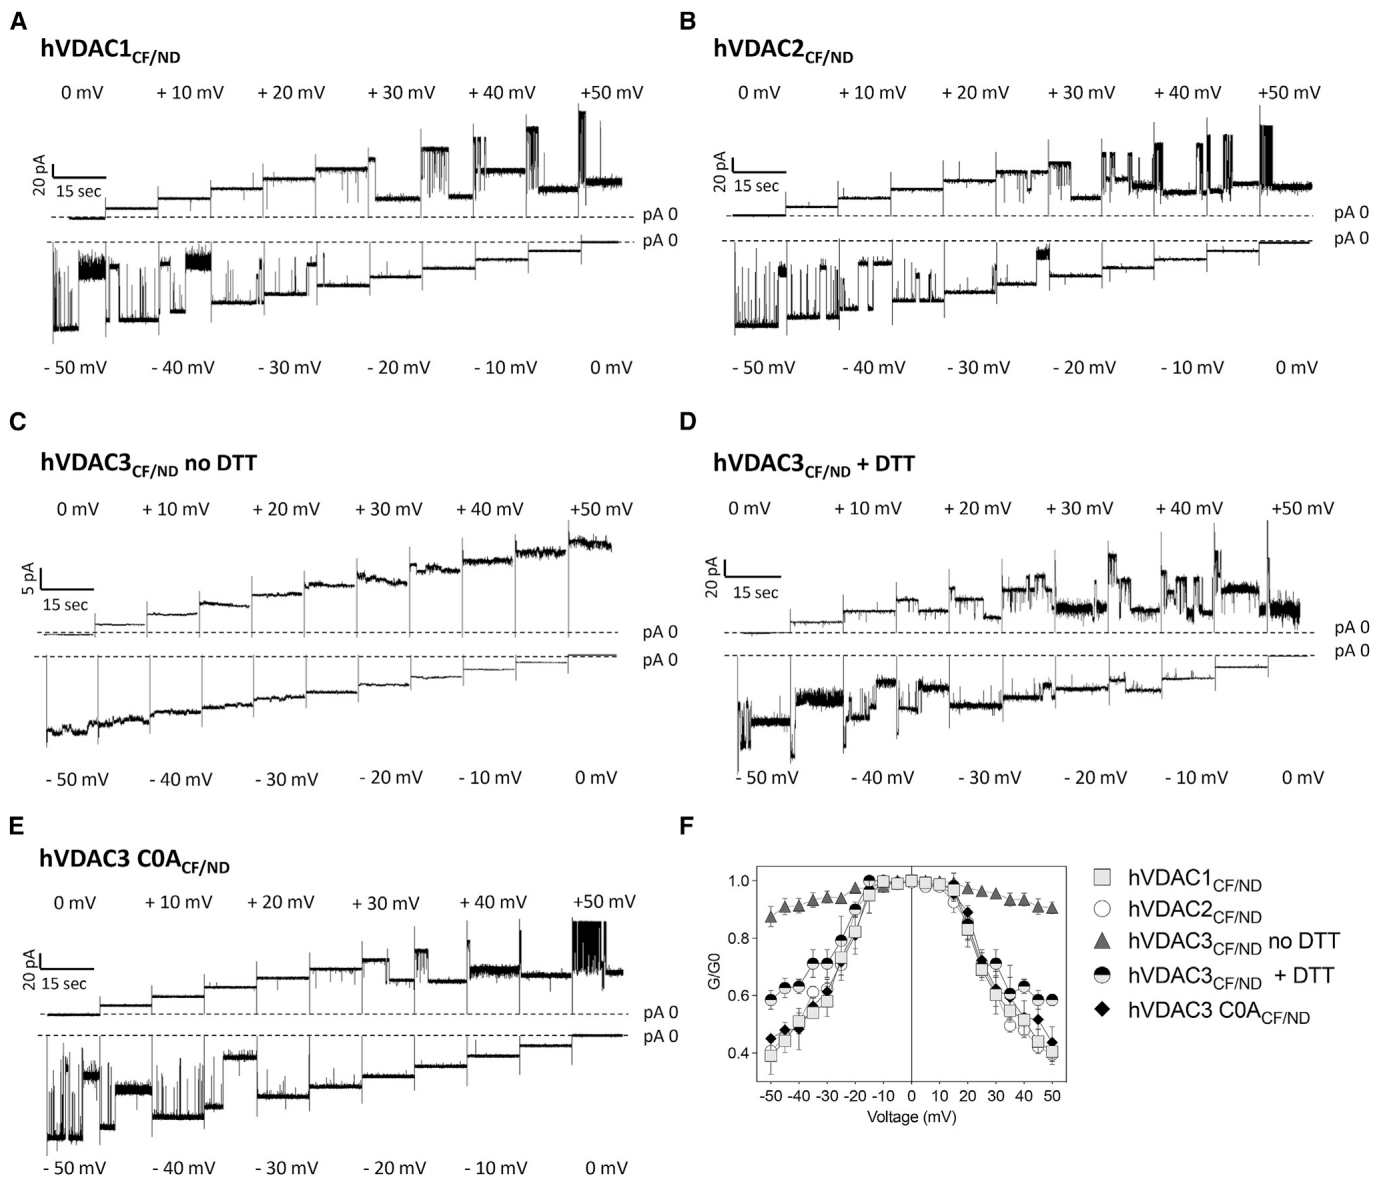 A
hVDAC1CF/ND
0 mV + 10 mV + 20 mV + 30 mV + 40 mV +50 mV
20 pA
15 sec
pA 0
pA 0
- 50 mV - 40 mV - 30 mV - 20 mV - 10 mV 0 mV
B
hVDAC2CF/ND
0 mV + 10 mV + 20 mV + 30 mV + 40 mV +50 mV
20 pA
15 sec
pA 0
pA 0
- 50 mV - 40 mV - 30 mV - 20 mV - 10 mV 0 mV
C
hVDAC3CF/ND no DTT
0 mV + 10 mV + 20 mV + 30 mV + 40 mV +50 mV
5 pA
15 sec
pA 0
pA 0
- 50 mV - 40 mV - 30 mV - 20 mV - 10 mV 0 mV
D
hVDAC3CF/ND + DTT
0 mV + 10 mV + 20 mV + 30 mV + 40 mV +50 mV
20 pA
15 sec
pA 0
pA 0
- 50 mV - 40 mV - 30 mV - 20 mV - 10 mV 0 mV
E
hVDAC3 C0ACF/ND
0 mV + 10 mV + 20 mV + 30 mV + 40 mV +50 mV
20 pA
15 sec
pA 0
pA 0
- 50 mV - 40 mV - 30 mV - 20 mV - 10 mV 0 mV
F
1.0
0.8
0.6
0.4
G/G0
-50 -40 -30 -20 -10 0 10 20 30 40 50
Voltage (mV)
hVDAC1CF/ND
hVDAC2CF/ND
hVDAC3CF/ND no DTT
hVDAC3CF/ND + DTT
hVDAC3 C0ACF/ND